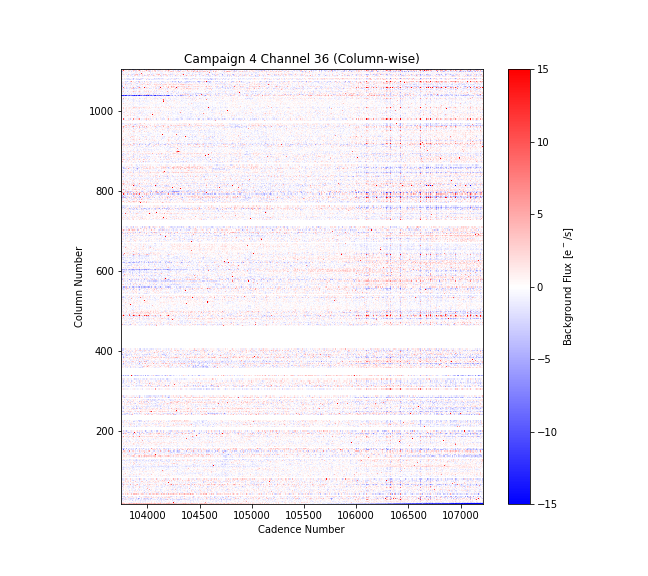 Campaign 4 Channel 36 (Column-wise)
1000
800
600
400
200
Column Number
104000 104500 105000 105500 106000 106500 107000
Cadence Number
15
10
5
0
−5
−10
−15
Background Flux [e⁻/s]